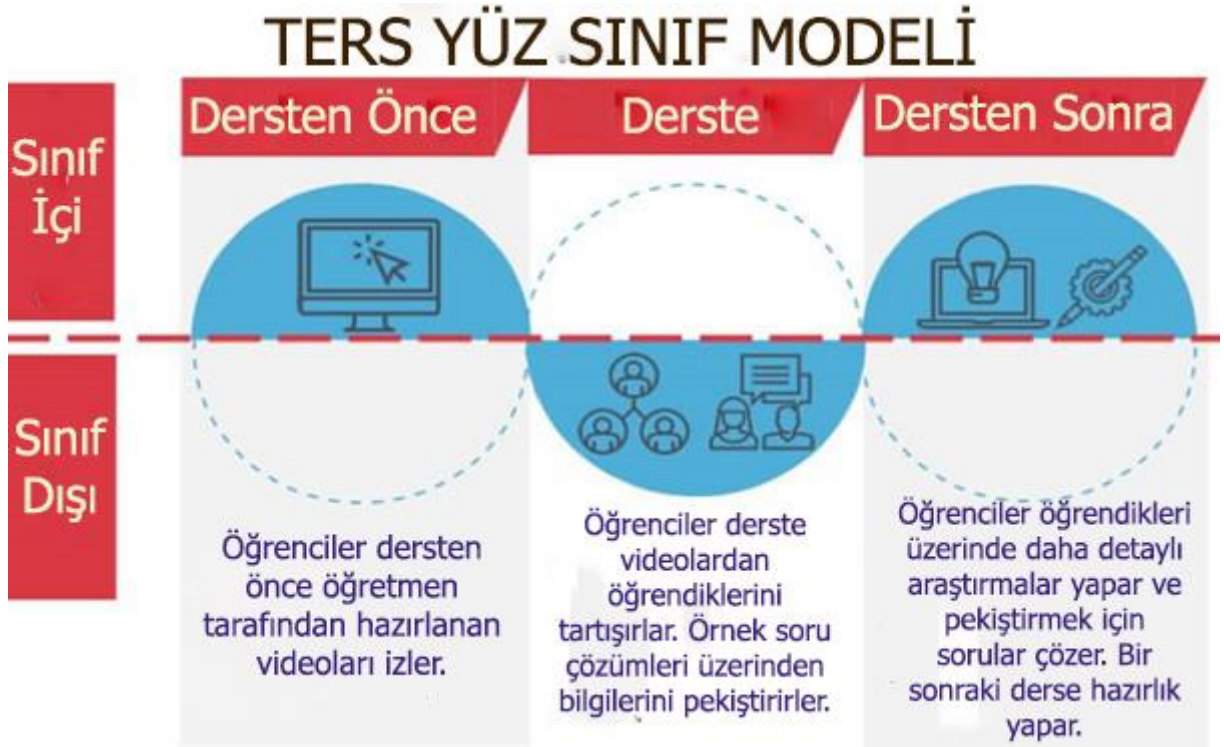 TERS YÜZ SINIF MODELİ
Dersten Önce
Derste
Dersten Sonra
Sınıf
İçi
Sınıf
Dışı
Öğrenciler dersten
önce öğretmen
tarafından hazırlanan
videoları izler.
Öğrenciler derste
videolardan
öğrendiklerini
tartışırlar. Örnek soru
çözümleri üzerinden
bilgilerini pekiştirirler.
Öğrenciler öğrendikleri
üzerinde daha detaylı
araştırmalar yapar ve
pekiştirmek için
sorular çözer. Bir
sonraki derse hazırlık
yapar.